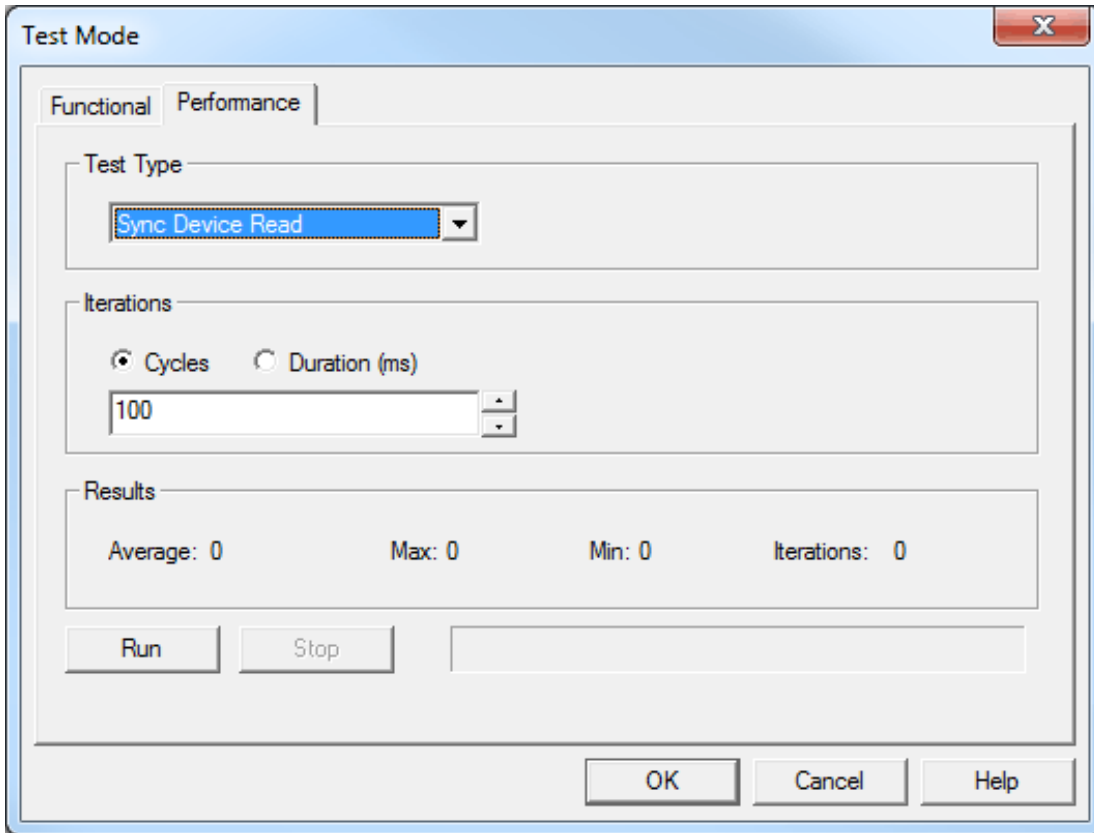 Test Mode
Functional Performance
Test Type
Sync Device Read
Iterations
Cycles Duration (ms)
100
Results
Average: 0 Max: 0 Min: 0 Iterations: 0
Run Stop
OK Cancel Help